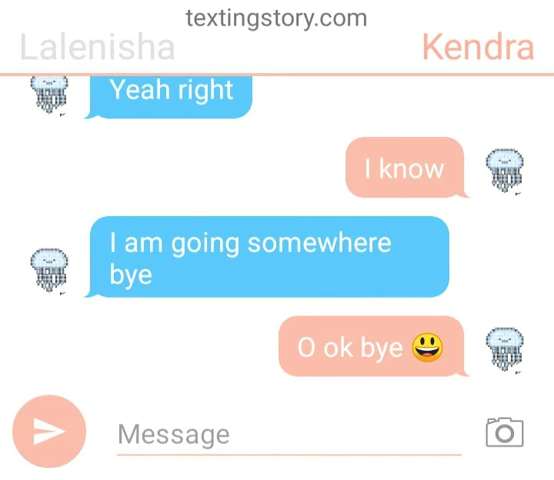 textingstory.com
Lalenisha
Kendra
Yeah right
I know
I am going somewhere
bye
O ok bye 😃
Message